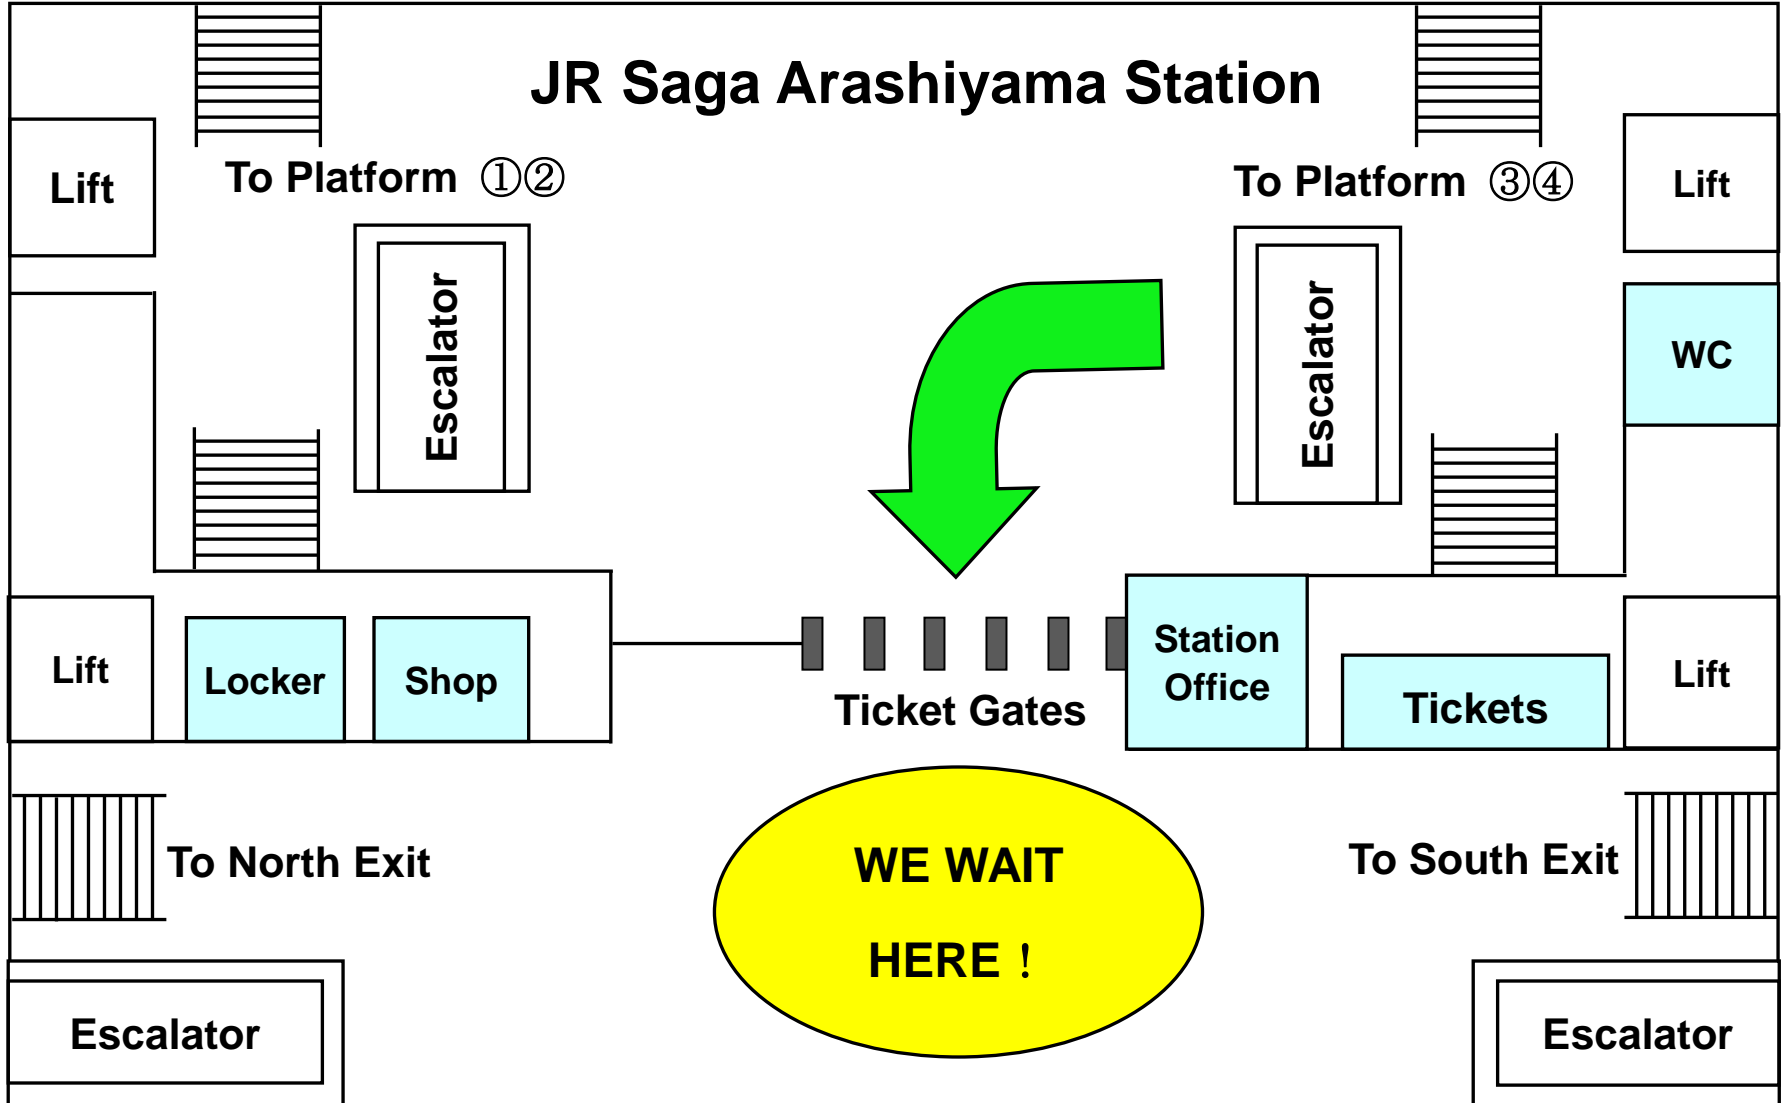 JR Saga Arashiyama Station
To Platform ①②
To Platform ③④
Lift
Lift
Escalator
Escalator
WC
Lift
Locker
Shop
Ticket Gates
Station
Office
Tickets
Lift
To North Exit
WE WAIT
HERE！
To South Exit
Escalator
Escalator